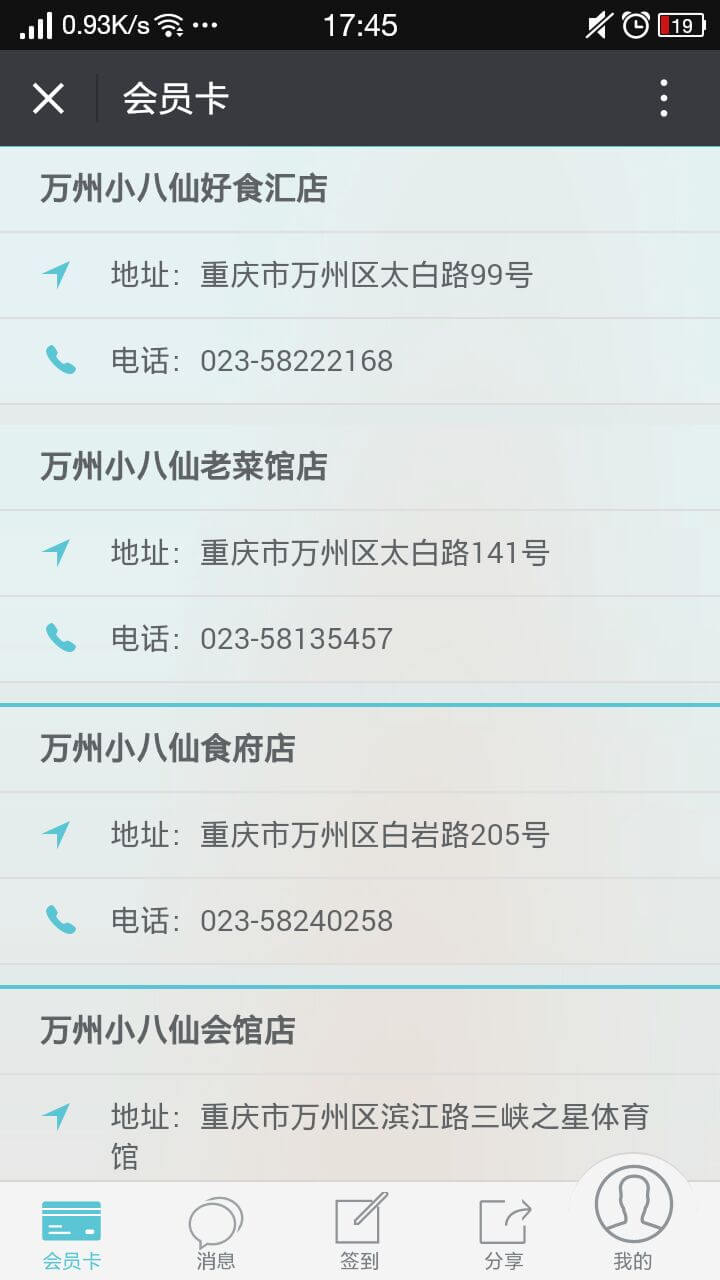 0.93K/s 17:45 19
会员卡
万州小八仙好食汇店
地址：重庆市万州区太白路99号
电话：023-58222168
万州小八仙老菜馆店
地址：重庆市万州区太白路141号
电话：023-58135457
万州小八仙食府店
地址：重庆市万州区白岩路205号
电话：023-58240258
万州小八仙会馆店
地址：重庆市万州区滨江路三峡之星体育
馆
会员卡 消息 签到 分享 我的